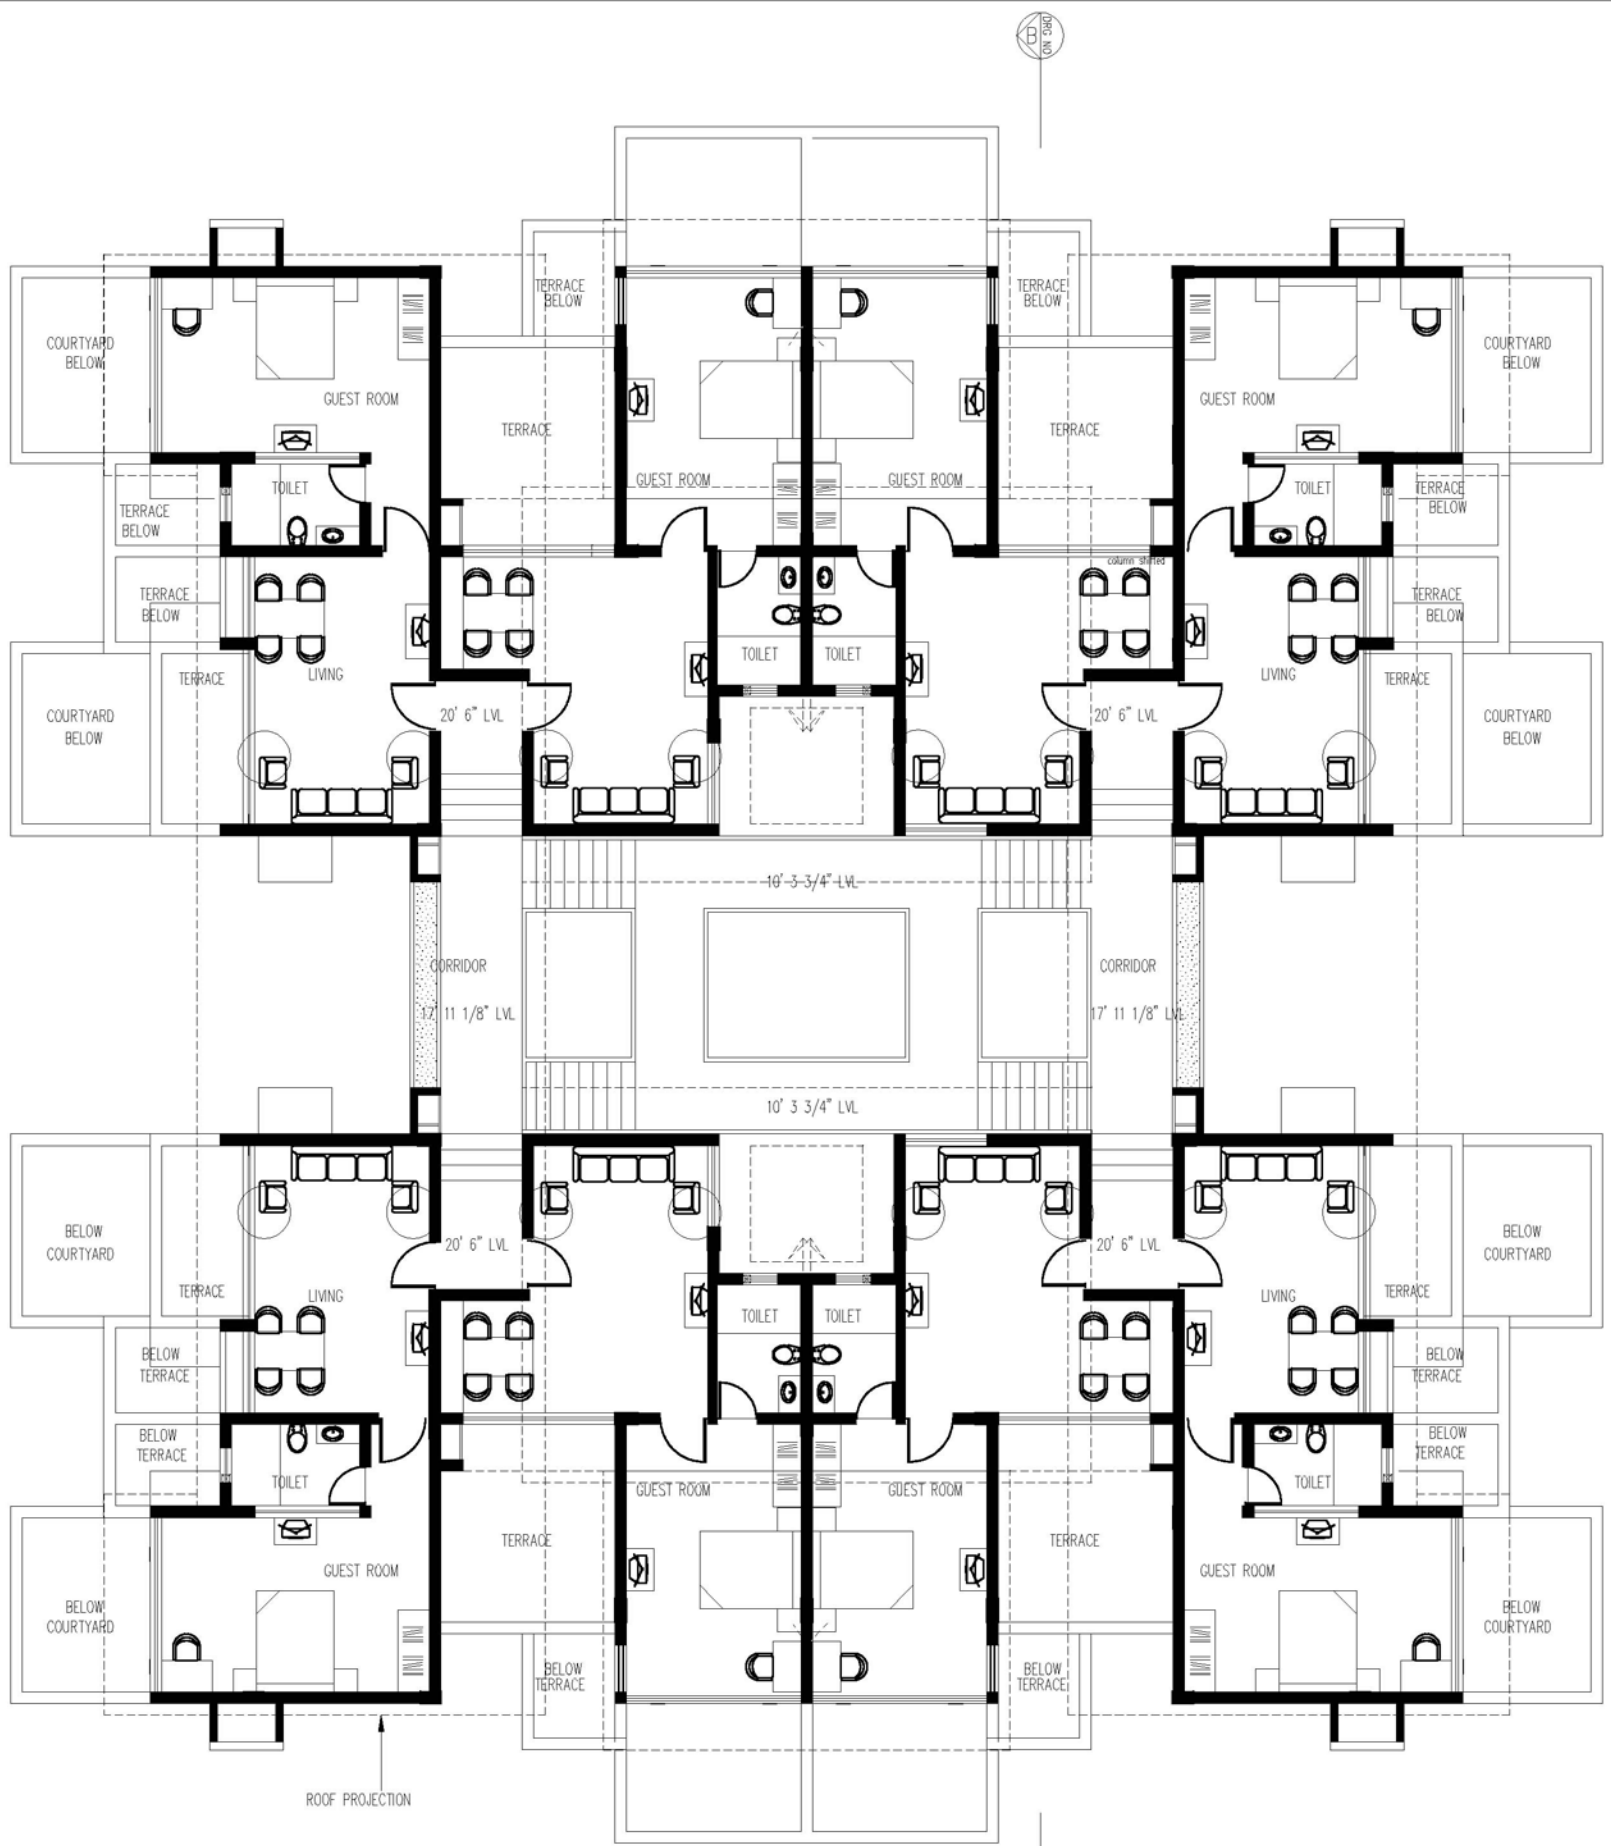 DRG NO
B
TERRACE
BELOW
TERRACE
BELOW
COURTYARD
BELOW
COURTYARD
BELOW
GUEST ROOM
GUEST ROOM
TERRACE
TERRACE
GUEST ROOM
GUEST ROOM
TOILET
TOILET
TERRACE
BELOW
TERRACE
BELOW
column shifted
TERRACE
BELOW
TERRACE
BELOW
TOILET
TOILET
LIVING
LIVING
TERRACE
TERRACE
COURTYARD
BELOW
20' 6" LVL
20' 6" LVL
COURTYARD
BELOW
10' 3 3/4" LVL
CORRIDOR
CORRIDOR
17' 11 1/8" LVL
17' 11 1/8" LVL
10' 3 3/4" LVL
BELOW
COURTYARD
20' 6" LVL
20' 6" LVL
BELOW
COURTYARD
TERRACE
LIVING
LIVING
TERRACE
TOILET
TOILET
BELOW
TERRACE
BELOW
TERRACE
BELOW
TERRACE
BELOW
TERRACE
TOILET
TOILET
GUEST ROOM
GUEST ROOM
TERRACE
TERRACE
GUEST ROOM
GUEST ROOM
BELOW
COURTYARD
BELOW
COURTYARD
BELOW
TERRACE
BELOW
TERRACE
ROOF PROJECTION